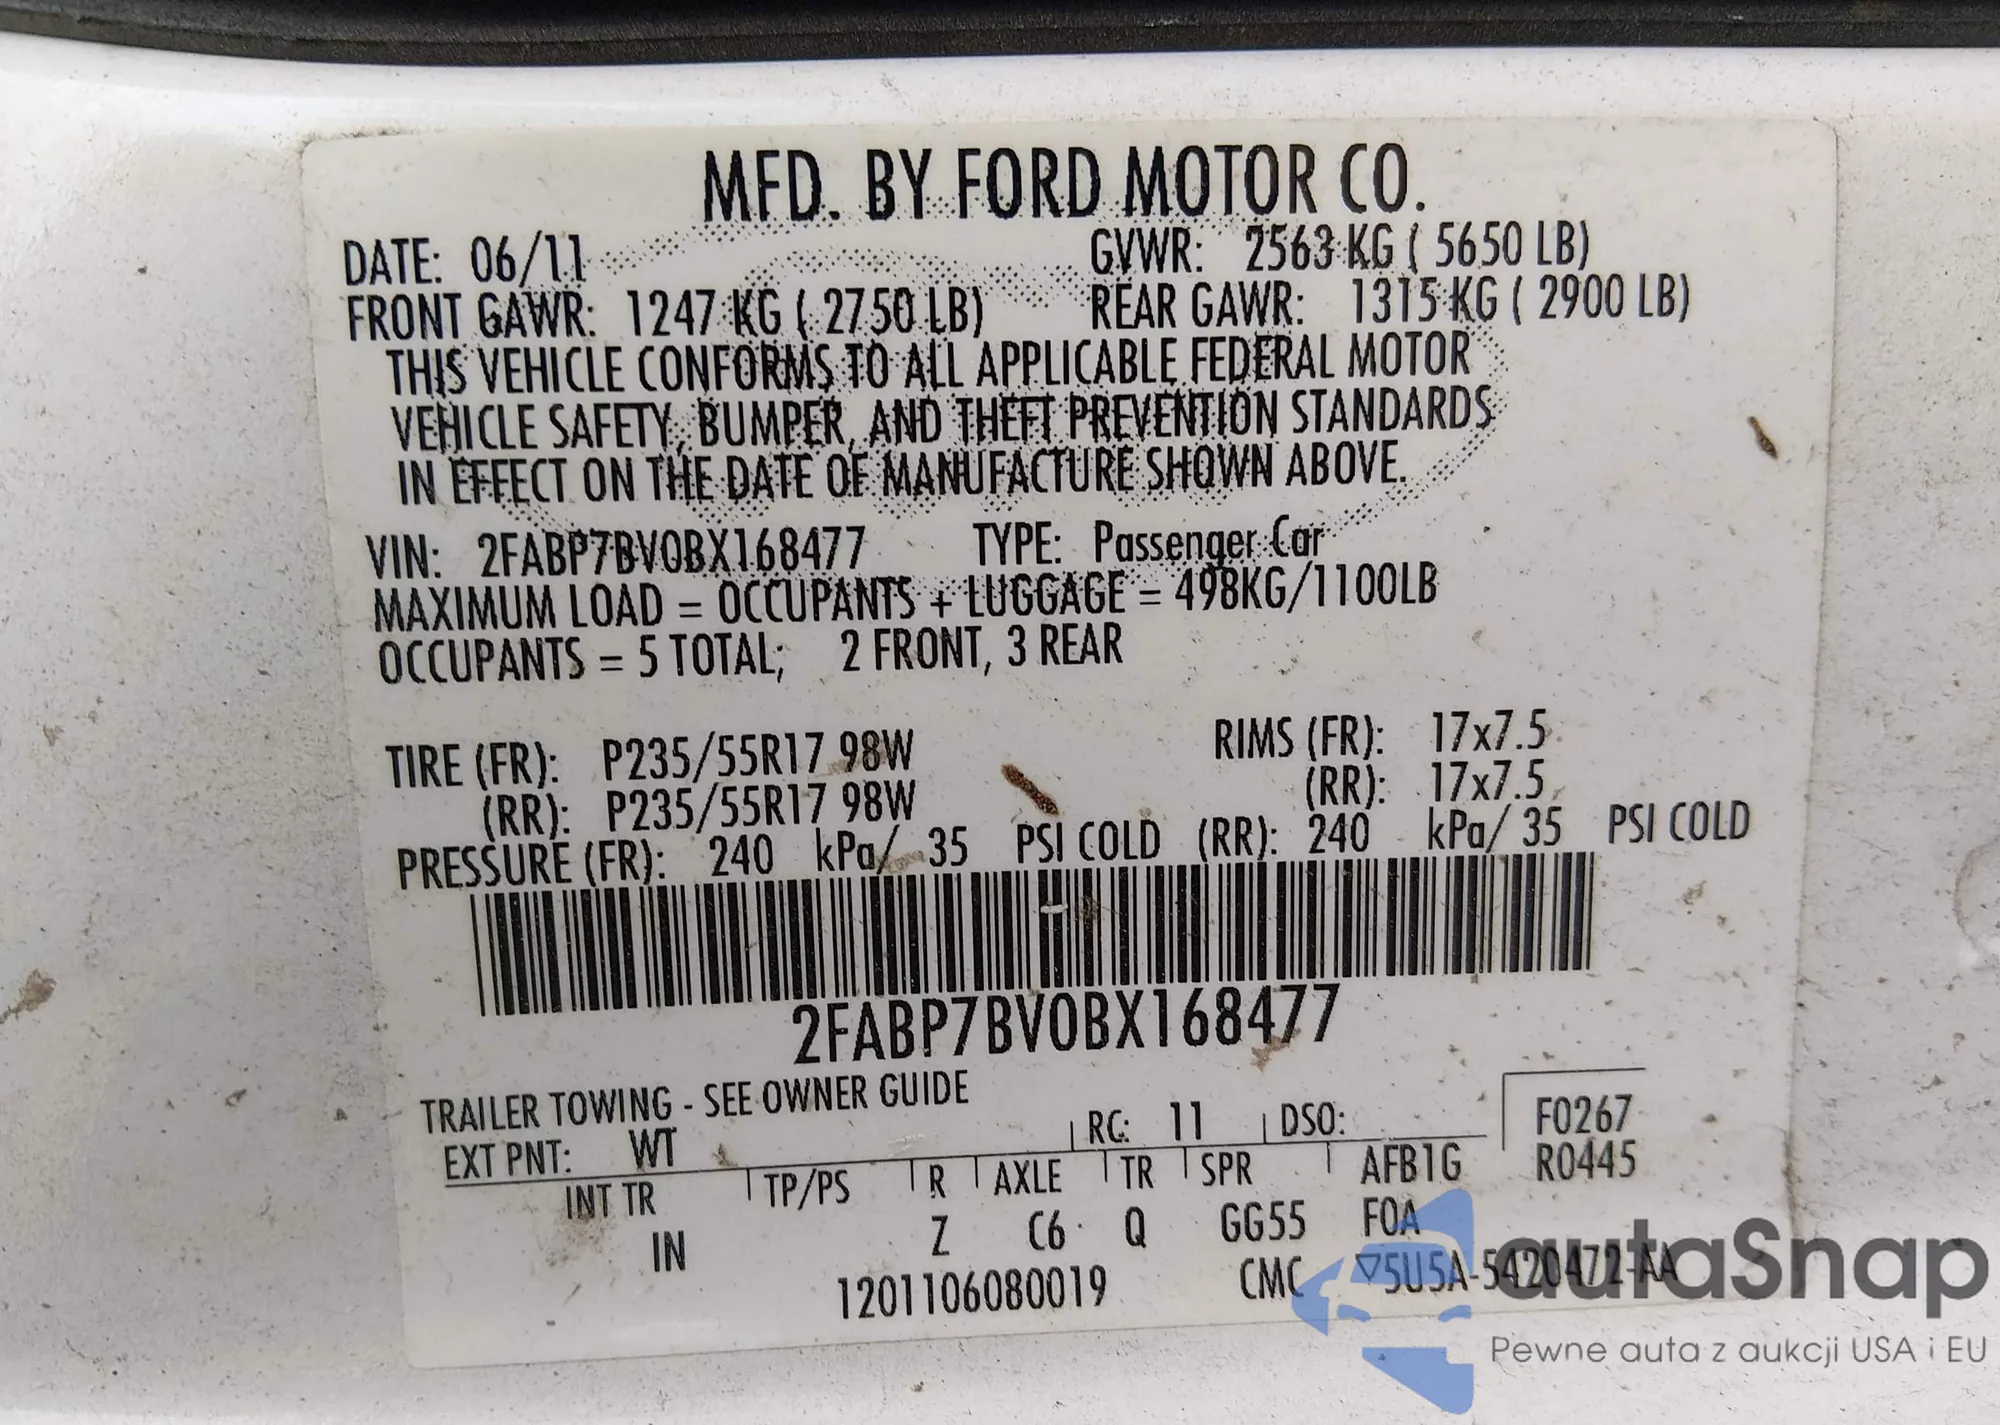 MFD. BY FORD MOTOR CO.
DATE: 06/11 GVWR: 2563 KG ( 5650 LB)
FRONT GAWR: 1247 KG ( 2750 LB) REAR GAWR: 1315 KG ( 2900 LB)
THIS VEHICLE CONFORMS TO ALL APPLICABLE FEDERAL MOTOR
VEHICLE SAFETY, BUMPER, AND THEFT PREVENTION STANDARDS
IN EFFECT ON THE DATE OF MANUFACTURE SHOWN ABOVE.
VIN: 2FABP7BV0BX168477 TYPE: Passenger Car
MAXIMUM LOAD = OCCUPANTS + LUGGAGE = 498KG/1100LB
OCCUPANTS = 5 TOTAL; 2 FRONT, 3 REAR
TIRE (FR): P235/55R17 98W RIMS (FR): 17x7.5
(RR): P235/55R17 98W (RR): 17x7.5
PRESSURE (FR): 240 kPa/ 35 PSI COLD (RR): 240 kPa/ 35 PSI COLD
2FABP7BV0BX168477
TRAILER TOWING - SEE OWNER GUIDE
EXT PNT: WT RC: 11 DSO: F0267
INT TR TP/PS R AXLE TR SPR AFB1G R0445
IN Z C6 Q GG55 FOA
1201106080019 CMC ▽5U5A-5420472-AA
autaSnap
Pewne auta z aukcji USA i EU